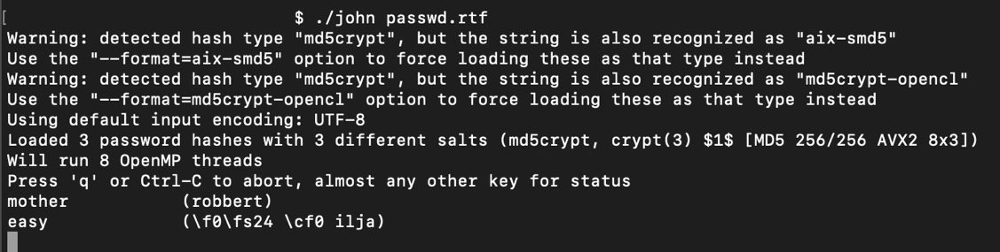 [ $ ./john passwd.rtf
Warning: detected hash type "md5crypt", but the string is also recognized as "aix-smd5"
Use the "--format=aix-smd5" option to force loading these as that type instead
Warning: detected hash type "md5crypt", but the string is also recognized as "md5crypt-opencl"
Use the "--format=md5crypt-opencl" option to force loading these as that type instead
Using default input encoding: UTF-8
Loaded 3 password hashes with 3 different salts (md5crypt, crypt(3) $1$ [MD5 256/256 AVX2 8x3])
Will run 8 OpenMP threads
Press 'q' or Ctrl-C to abort, almost any other key for status
mother           (robbert)
easy             (\f0\fs24 \cf0 ilja)